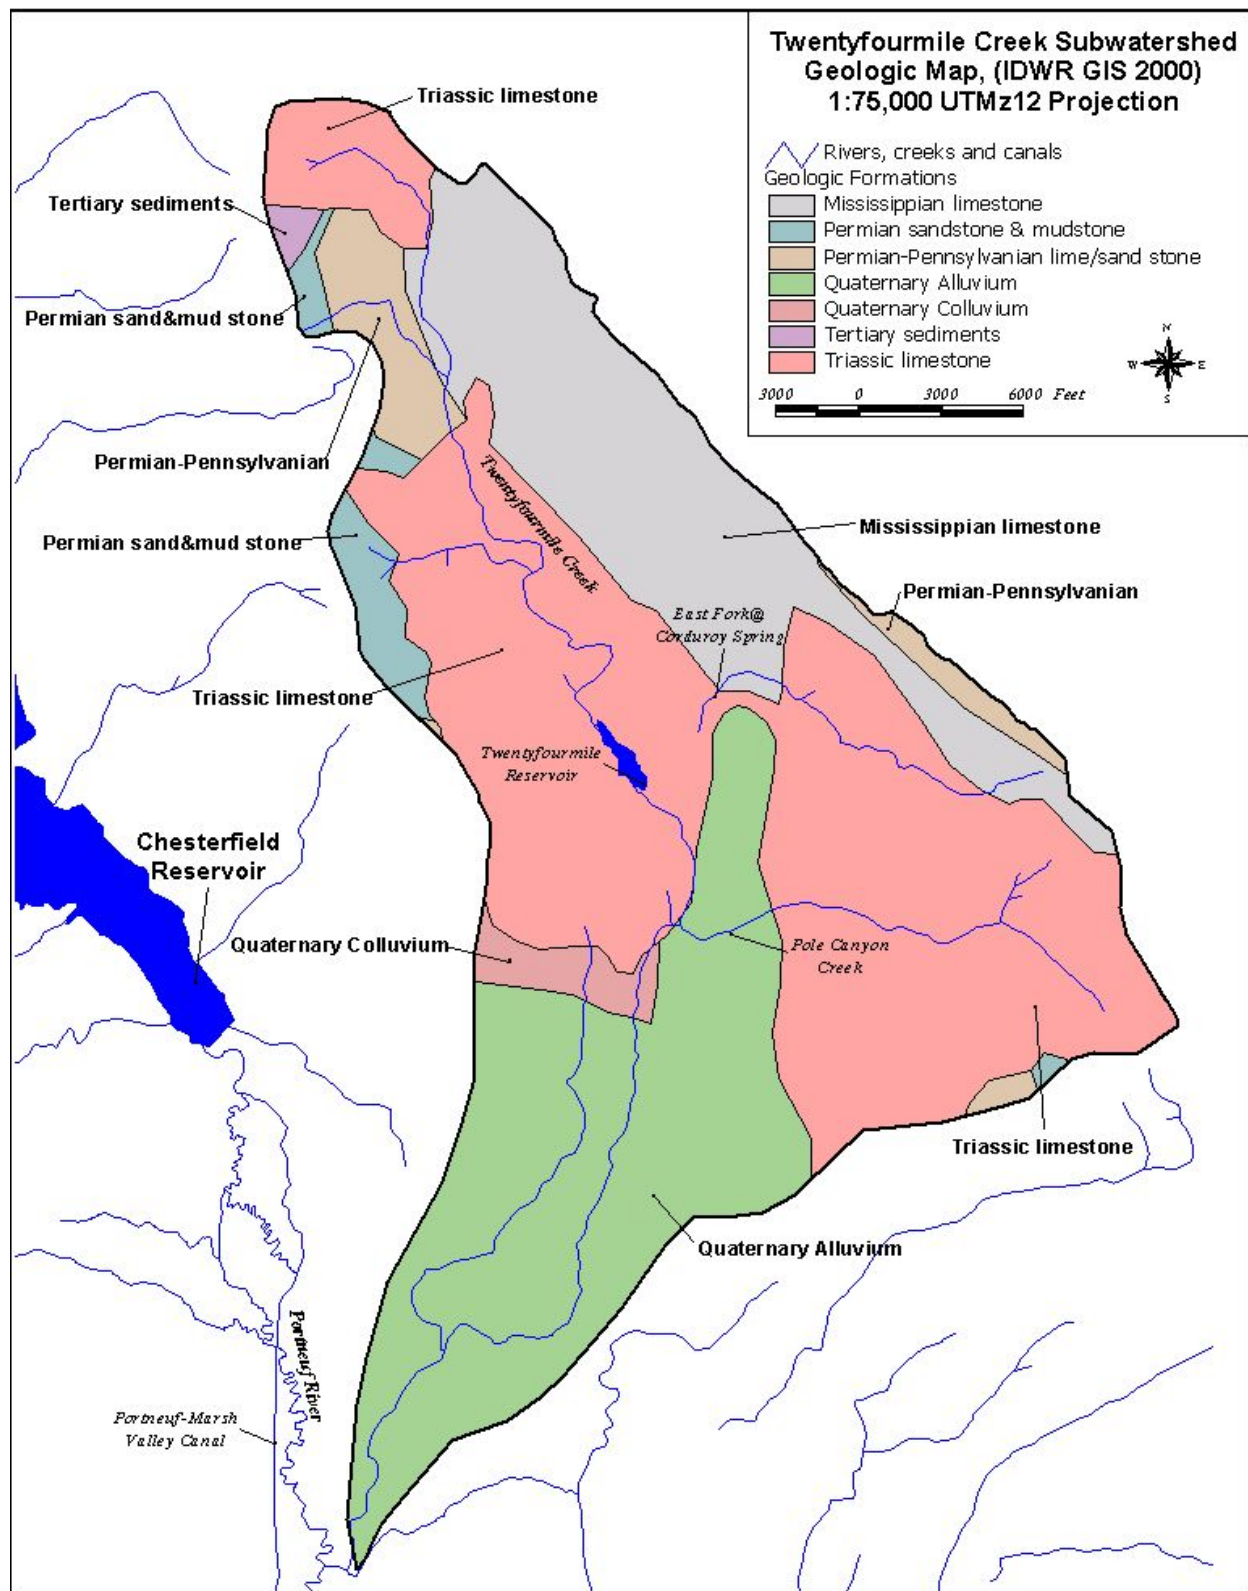 Twentyfourmile Creek Subwatershed
Geologic Map, (IDWR GIS 2000)
1:75,000 UTMz12 Projection
Rivers, creeks and canals
Geologic Formations
Mississippian limestone
Permian sandstone & mudstone
Permian-Pennsylvanian lime/sand stone
Quaternary Alluvium
Quaternary Colluvium
Tertiary sediments
Triassic limestone
N
W E
S
3000 0 3000 6000 Feet
Triassic limestone
Tertiary sediments
Permian sand&mud stone
Permian-Pennsylvanian
Twentyfourmile Creek
Mississippian limestone
Permian sand&mud stone
Permian-Pennsylvanian
East Fork@
Corduroy Spring
Triassic limestone
Twentyfourmile
Reservoir
Chesterfield
Reservoir
Quaternary Colluvium
Pole Canyon
Creek
Triassic limestone
Quaternary Alluvium
Portneuf River
Portneuf-Marsh
Valley Canal